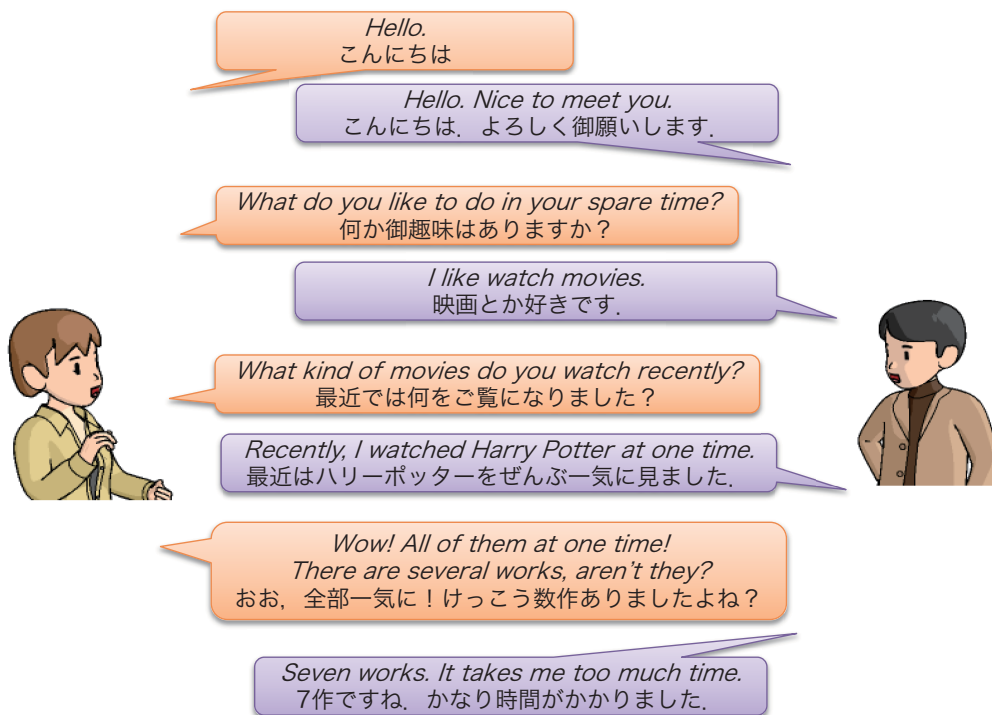 Hello.
こんにちは
Hello. Nice to meet you.
こんにちは．よろしく御願いします．
What do you like to do in your spare time?
何か御趣味はありますか？
I like watch movies.
映画とか好きです．
What kind of movies do you watch recently?
最近では何をご覧になりました？
Recently, I watched Harry Potter at one time.
最近はハリーポッターをぜんぶ一気に見ました．
Wow! All of them at one time!
There are several works, aren't they?
おお，全部一気に！けっこう数作ありましたよね？
Seven works. It takes me too much time.
7作ですね．かなり時間がかかりました．